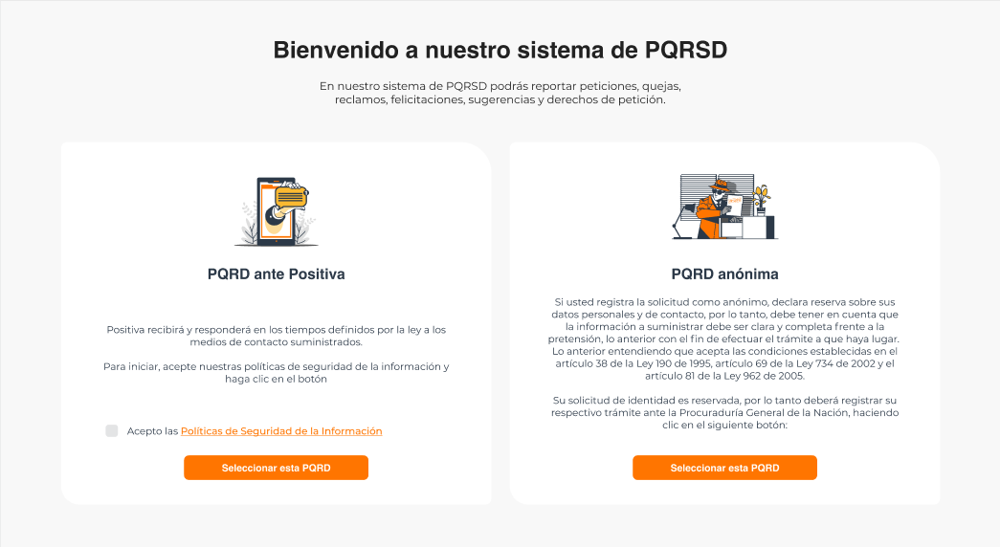 Bienvenido a nuestro sistema de PQRSD
En nuestro sistema de PQRSD podrás reportar peticiones, quejas,
reclamos, felicitaciones, sugerencias y derechos de petición.
PQRD ante Positiva
Positiva recibirá y responderá en los tiempos definidos por la ley a los
medios de contacto suministrados.
Para iniciar, acepte nuestras políticas de seguridad de la información y
haga clic en el botón
Acepto las Políticas de Seguridad de la Información
Seleccionar esta PQRD
PQRD anónima
Si usted registra la solicitud como anónimo, declara reserva sobre sus
datos personales y de contacto, por lo tanto, debe tener en cuenta que
la información a suministrar debe ser clara y completa frente a la
pretensión, lo anterior con el fin de efectuar el trámite a que haya lugar.
Lo anterior entendiendo que acepta las condiciones establecidas en el
artículo 38 de la Ley 190 de 1995, artículo 69 de la Ley 734 de 2002 y el
artículo 81 de la Ley 962 de 2005.
Su solicitud de identidad es reservada, por lo tanto deberá registrar su
respectivo trámite ante la Procuraduría General de la Nación, haciendo
clic en el siguiente botón:
Seleccionar esta PQRD